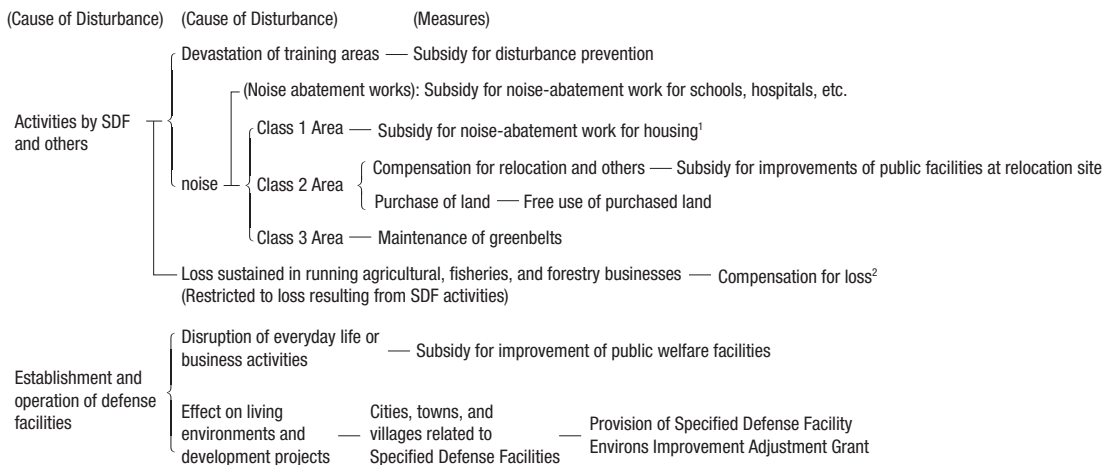 (Cause of Disturbance) (Cause of Disturbance) (Measures)
Devastation of training areas Subsidy for disturbance prevention
(Noise abatement works): Subsidy for noise-abatement work for schools, hospitals, etc.
Activities by SDF
and others
noise
Class 1 Area Subsidy for noise-abatement work for housing1
Class 2 Area
Compensation for relocation and others Subsidy for improvements of public facilities at relocation site
Purchase of land Free use of purchased land
Class 3 Area Maintenance of greenbelts
Loss sustained in running agricultural, fisheries, and forestry businesses Compensation for loss2
(Restricted to loss resulting from SDF activities)
Establishment and
operation of defense
facilities
Disruption of everyday life or
business activities
Subsidy for improvement of public welfare facilities
Effect on living
environments and
development projects
Cities, towns, and
villages related to
Specified Defense Facilities
Provision of Specified Defense Facility
Environs Improvement Adjustment Grant